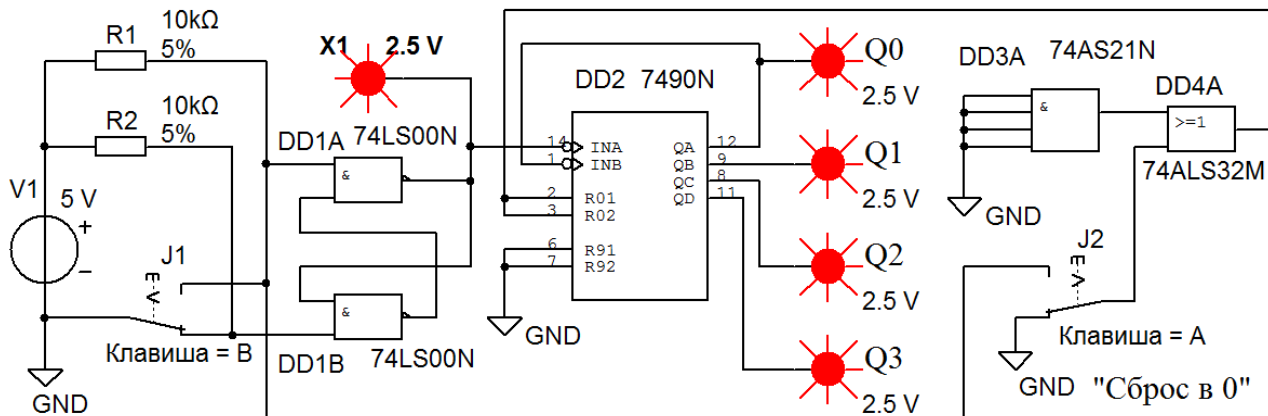 R1
10kΩ
5%
R2
10kΩ
5%
V1
5 V
+
−
J1
Клавиша = B
GND
X1 2.5 V
DD1A
74LS00N
&
&
DD1B
74LS00N
DD2 7490N
14 INA
1 INB
2 R01
3 R02
6 R91
7 R92
QA 12
QB 9
QC 8
QD 11
GND
Q0
2.5 V
Q1
2.5 V
Q2
2.5 V
Q3
2.5 V
DD3A
74AS21N
&
GND
DD4A
>=1
74ALS32M
J2
Клавиша = A
GND
"Сброс в 0"